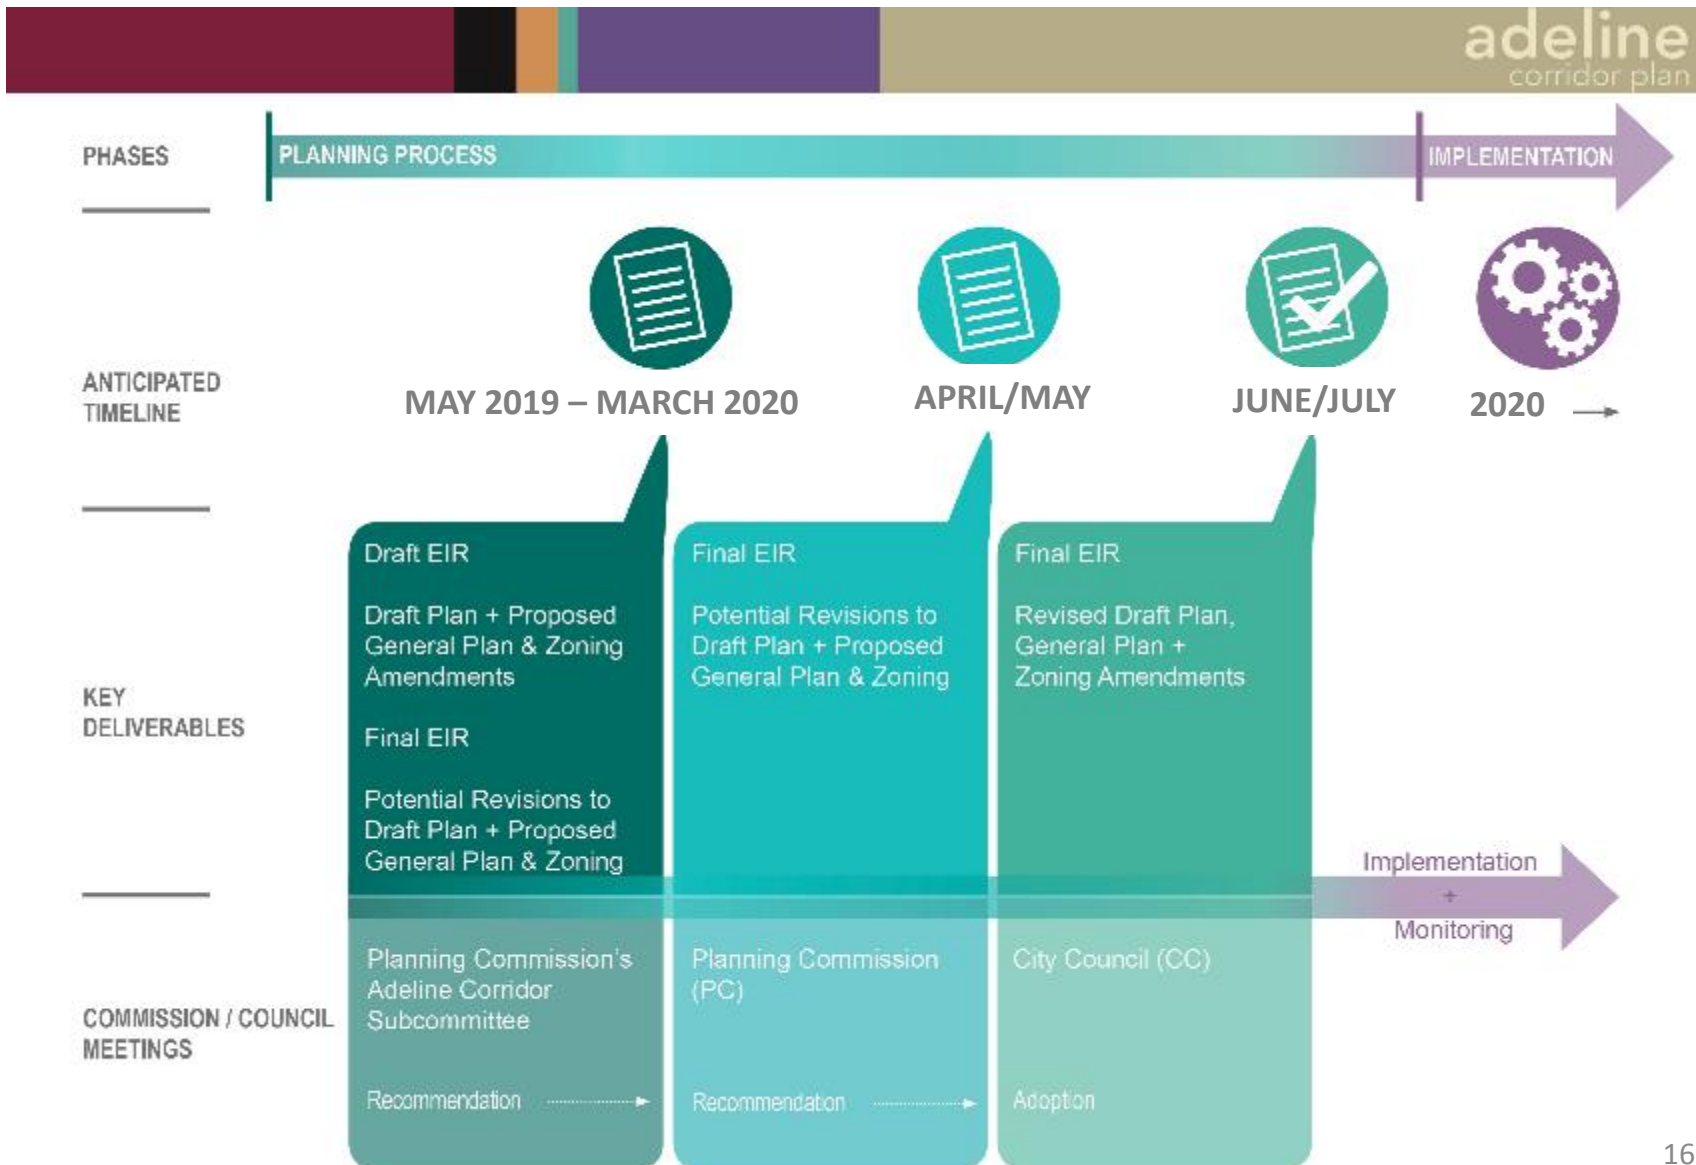 adeline
corridor plan
PHASES
PLANNING PROCESS
IMPLEMENTATION
ANTICIPATED
TIMELINE
MAY 2019 – MARCH 2020
APRIL/MAY
JUNE/JULY
2020
KEY
DELIVERABLES
Draft EIR
Draft Plan + Proposed
General Plan & Zoning
Amendments
Final EIR
Potential Revisions to
Draft Plan + Proposed
General Plan & Zoning
Final EIR
Potential Revisions to
Draft Plan + Proposed
General Plan & Zoning
Final EIR
Revised Draft Plan,
General Plan +
Zoning Amendments
Implementation
+
Monitoring
COMMISSION / COUNCIL
MEETINGS
Planning Commission's
Adeline Corridor
Subcommittee
Recommendation
Planning Commission
(PC)
Recommendation
City Council (CC)
Adoption
16